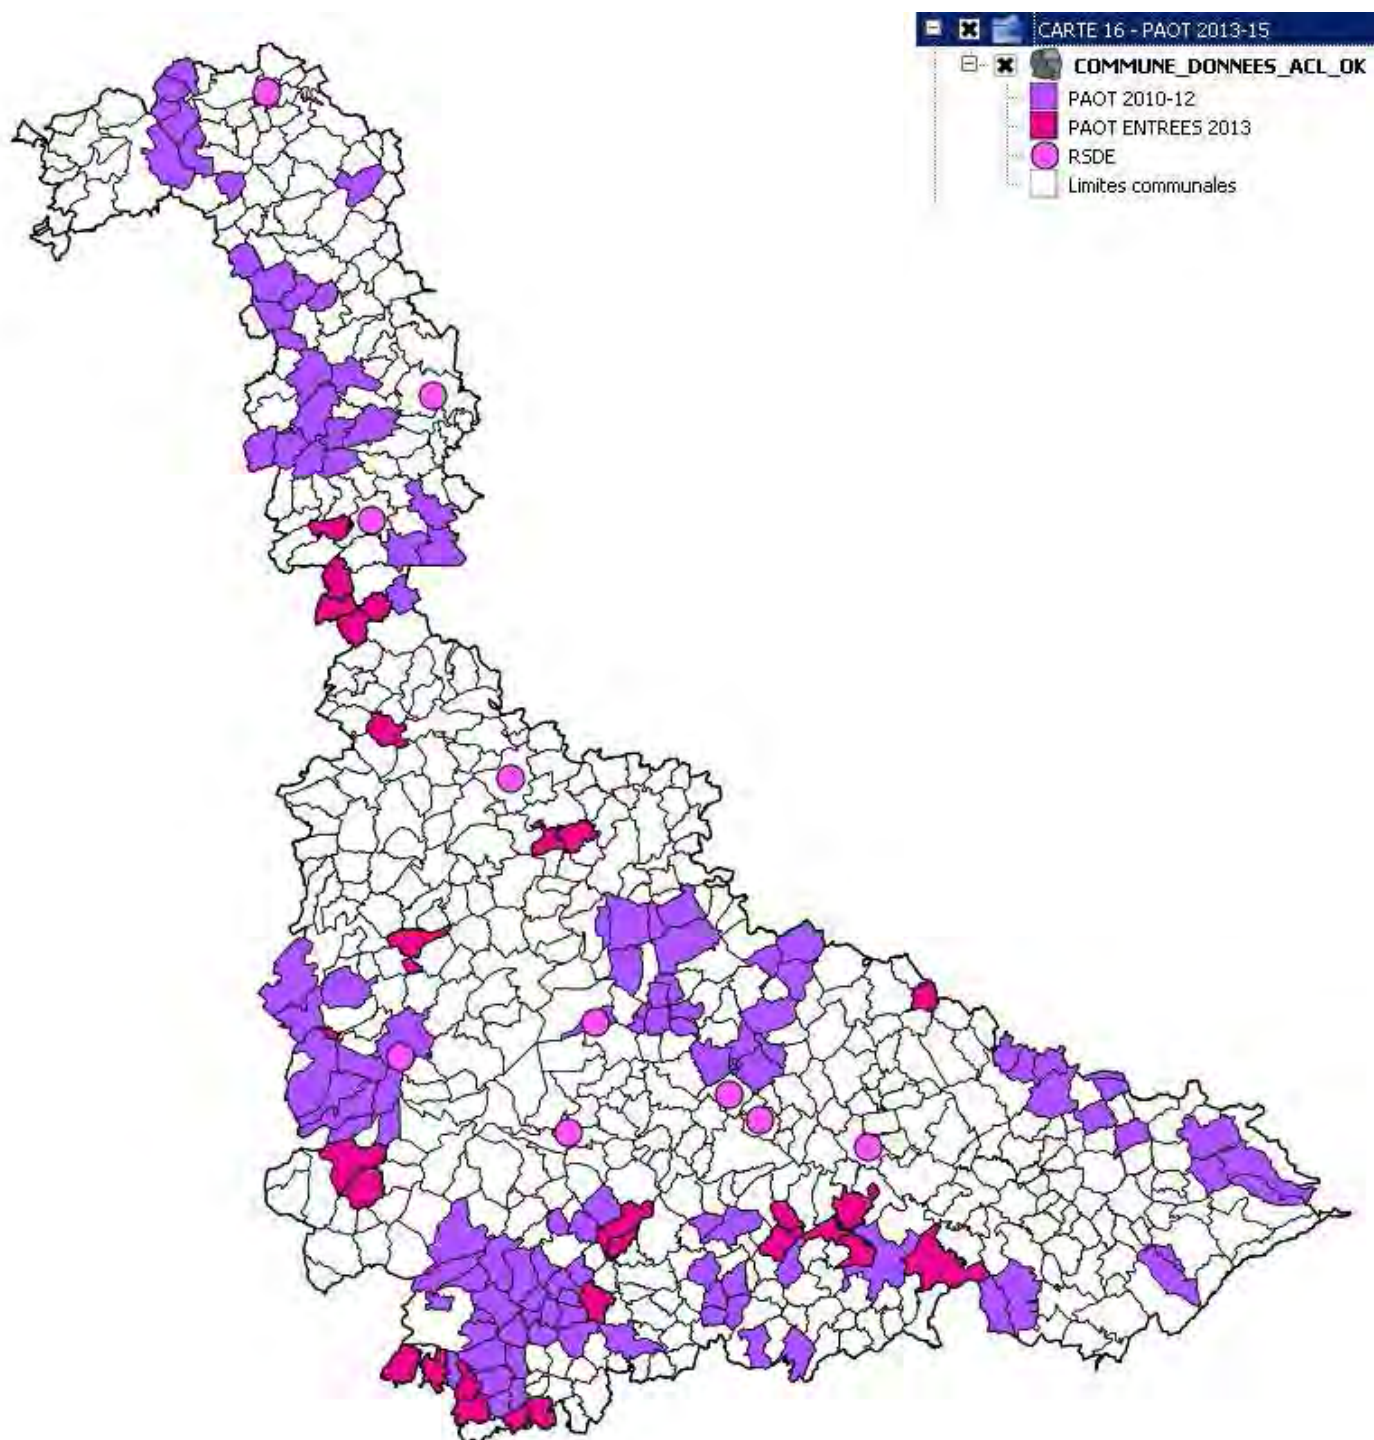 CARTE 16 - PAOT 2013-15
COMMUNE_DONNEES_ACL_OK
PAOT 2010-12
PAOT ENTREES 2013
RSDE
Limites communales